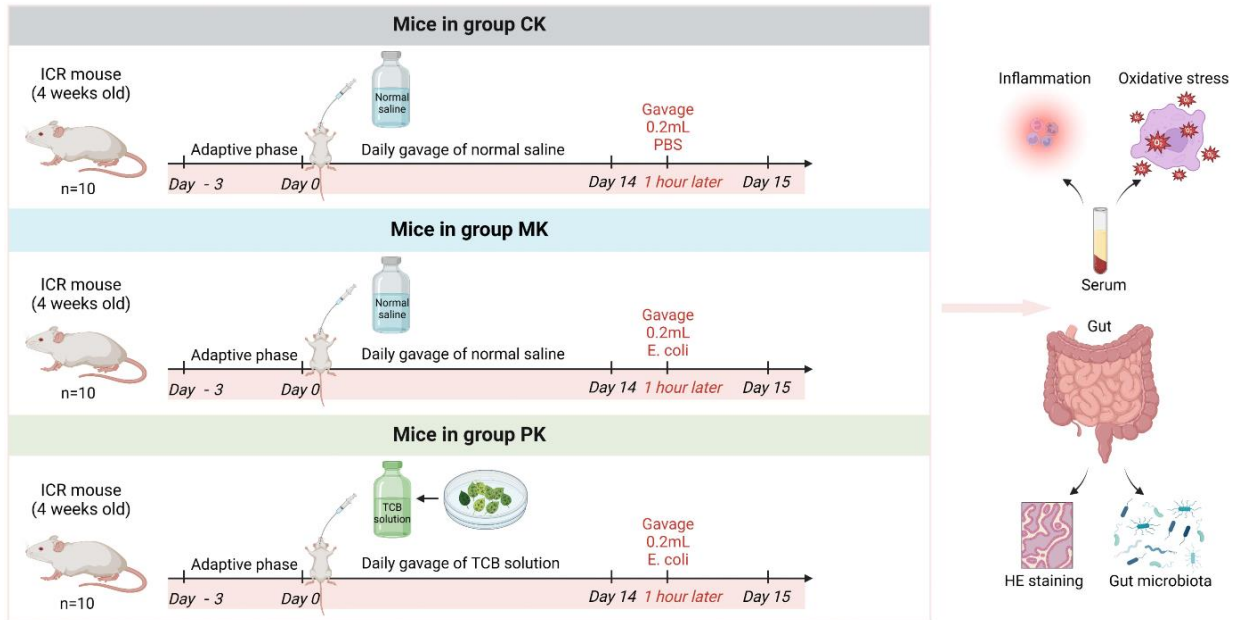 Mice in group CK
ICR mouse
(4 weeks old)
n=10
Normal
saline
Adaptive phase
Daily gavage of normal saline
Gavage
0.2mL
PBS
Day - 3
Day 0
Day 14
1 hour later
Day 15
Mice in group MK
ICR mouse
(4 weeks old)
n=10
Normal
saline
Adaptive phase
Daily gavage of normal saline
Gavage
0.2mL
E. coli
Day - 3
Day 0
Day 14
1 hour later
Day 15
Mice in group PK
ICR mouse
(4 weeks old)
n=10
TCB
solution
Adaptive phase
Daily gavage of TCB solution
Gavage
0.2mL
E. coli
Day - 3
Day 0
Day 14
1 hour later
Day 15
Inflammation
Oxidative stress
Serum
Gut
HE staining
Gut microbiota